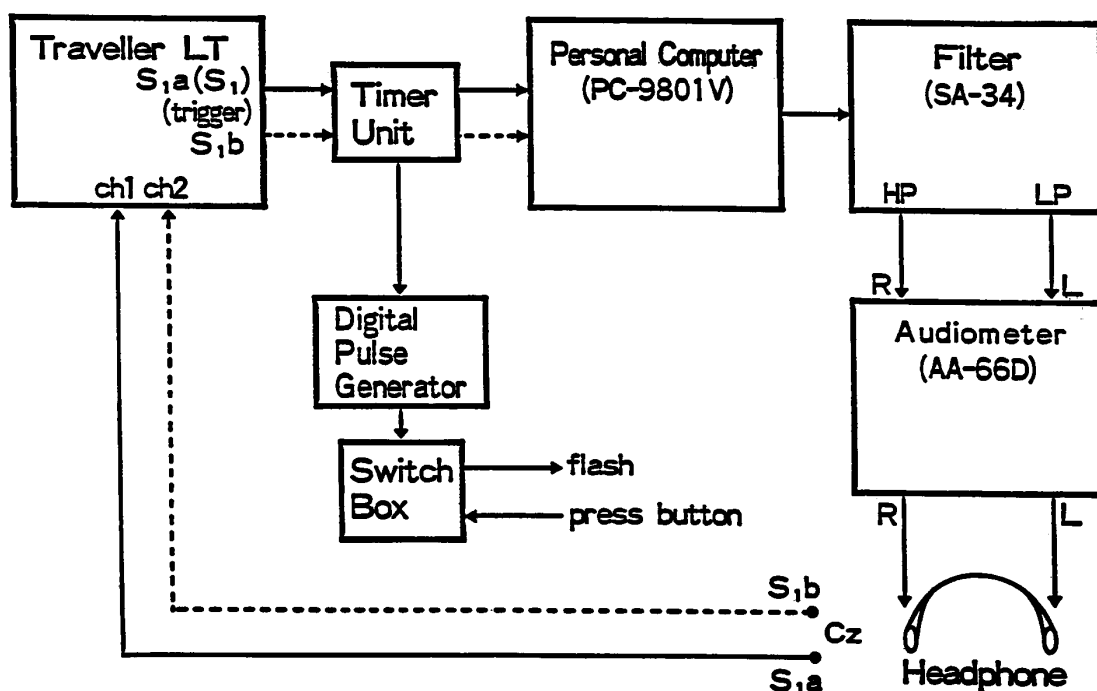 Traveller LT
S₁a(S₁)
(trigger)
S₁b
ch1 ch2
Timer
Unit
Personal Computer
(PC-9801V)
Filter
(SA-34)
HP LP
R L
Audiometer
(AA-66D)
R L
Digital
Pulse
Generator
Switch
Box
flash
press button
S₁b
Cz
S₁a
Headphone